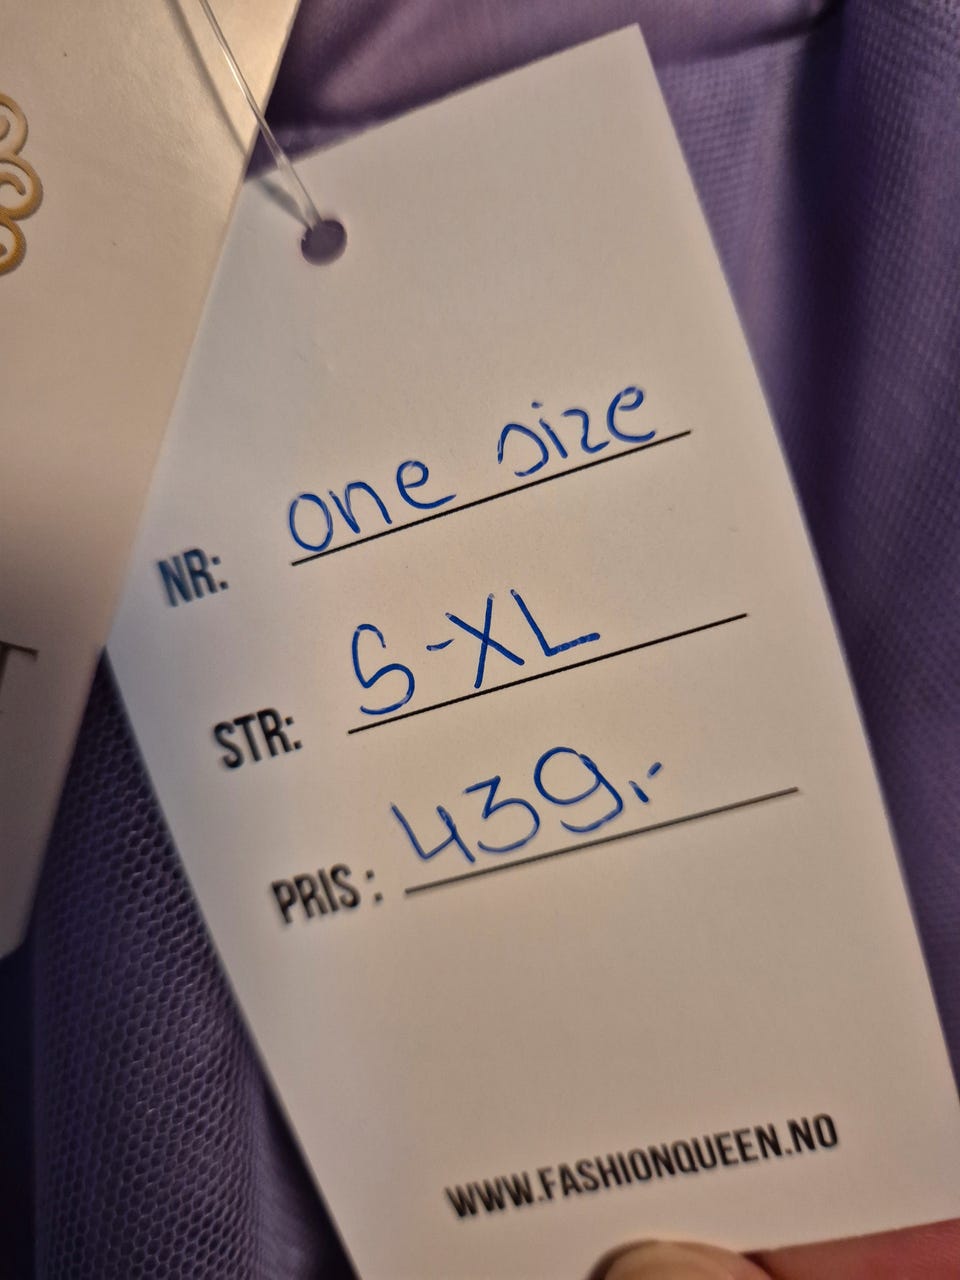 NR: one size
STR: S-XL
PRIS: 439,-
WWW.FASHIONQUEEN.NO